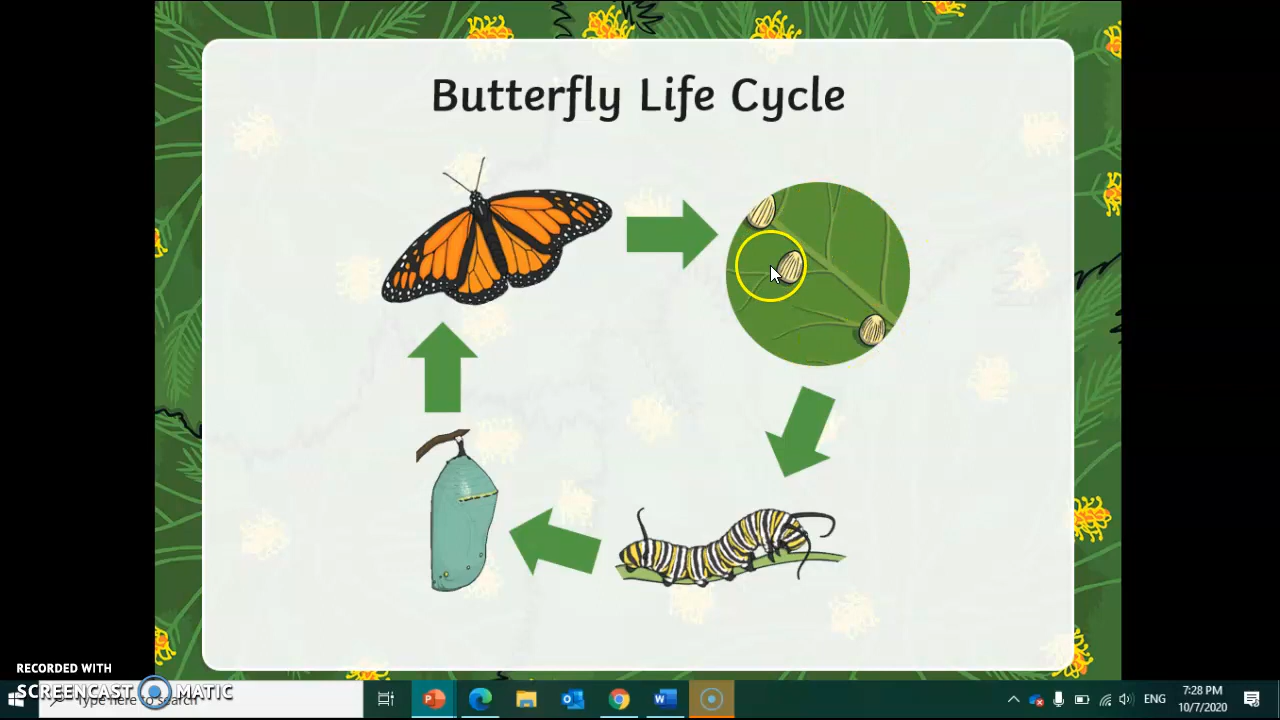 Butterfly Life Cycle
RECORDED WITH
SCREENCAST MATIC
Type here to search
ENG
7:28 PM
10/7/2020